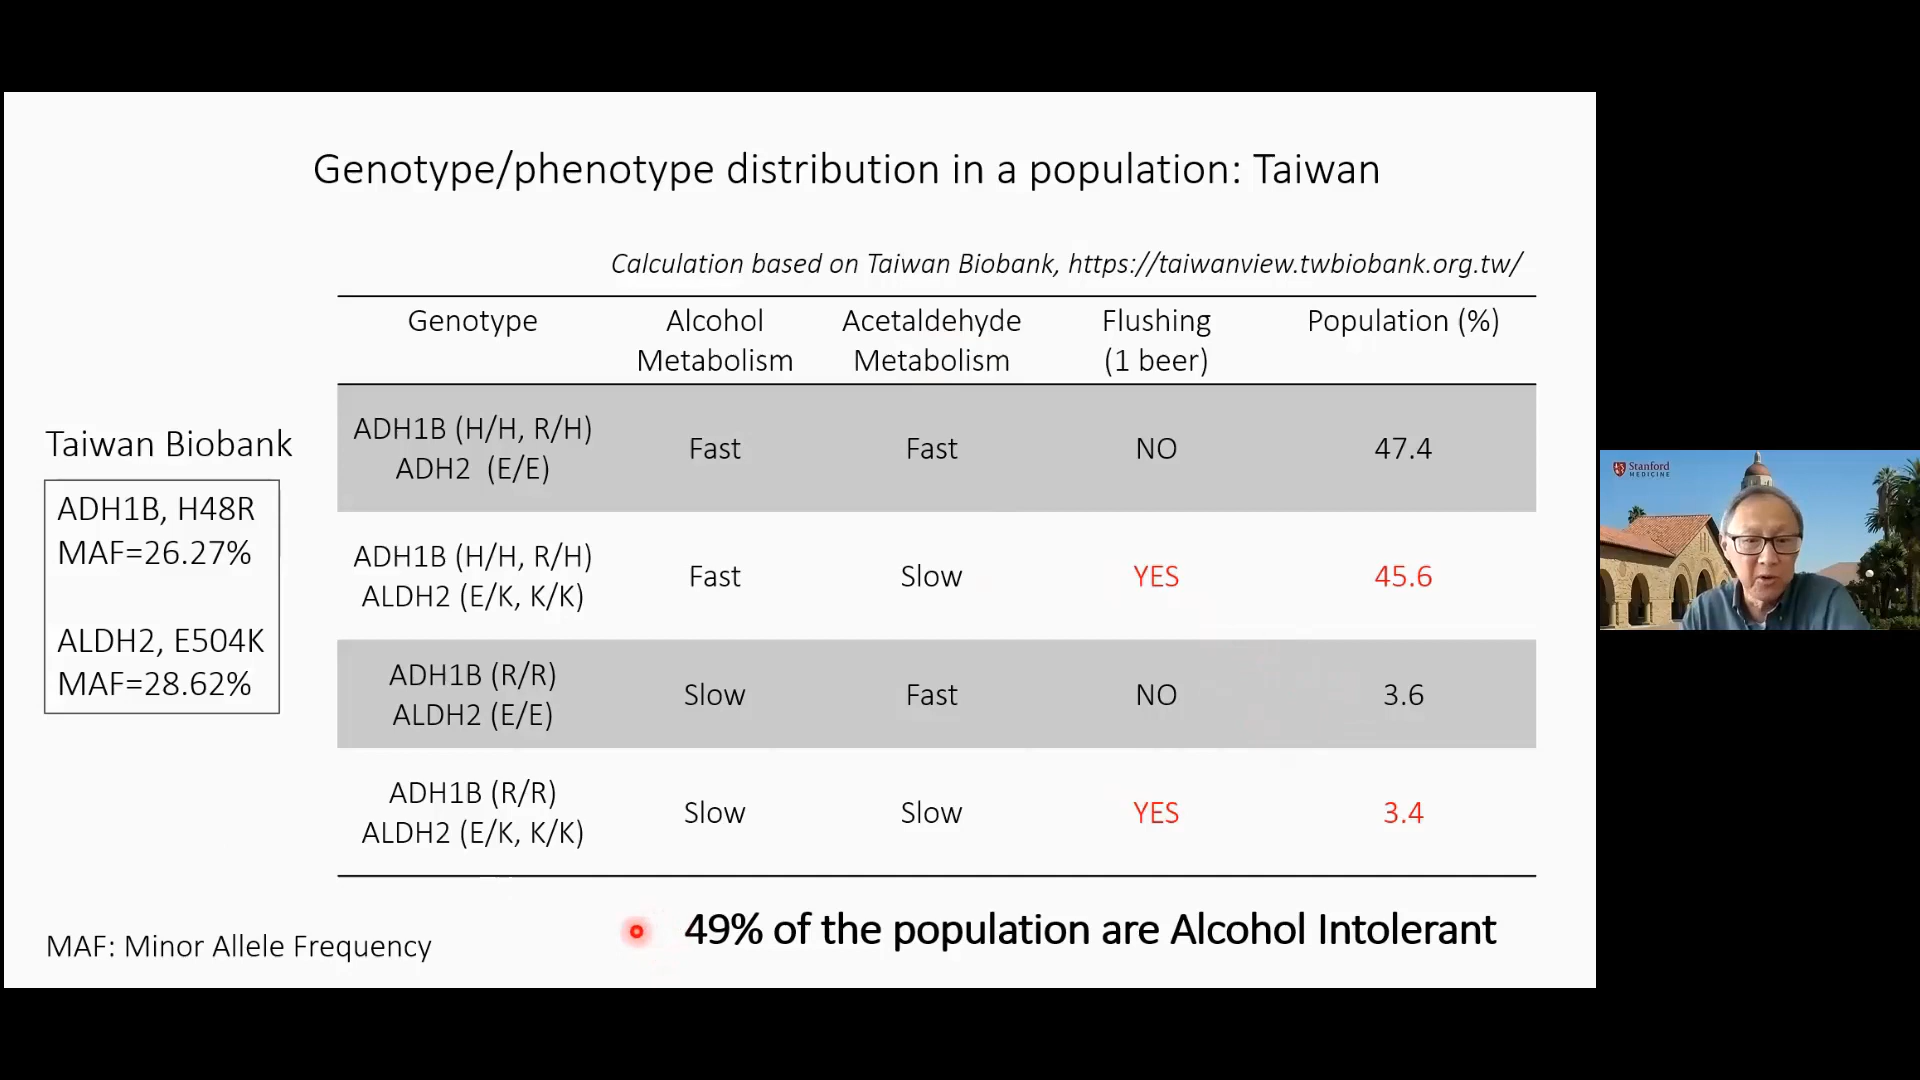 Genotype/phenotype distribution in a population: Taiwan
Calculation based on Taiwan Biobank, https://taiwanview.twbiobank.org.tw/
Genotype
Alcohol
Metabolism
Acetaldehyde
Metabolism
Flushing
(1 beer)
Population (%)
ADH1B (H/H, R/H)
ADH2 (E/E)
Fast
Fast
NO
47.4
ADH1B (H/H, R/H)
ALDH2 (E/K, K/K)
Fast
Slow
YES
45.6
ADH1B (R/R)
ALDH2 (E/E)
Slow
Fast
NO
3.6
ADH1B (R/R)
ALDH2 (E/K, K/K)
Slow
Slow
YES
3.4
Taiwan Biobank
ADH1B, H48R
MAF=26.27%
ALDH2, E504K
MAF=28.62%
49% of the population are Alcohol Intolerant
MAF: Minor Allele Frequency
Stanford
MEDICINE